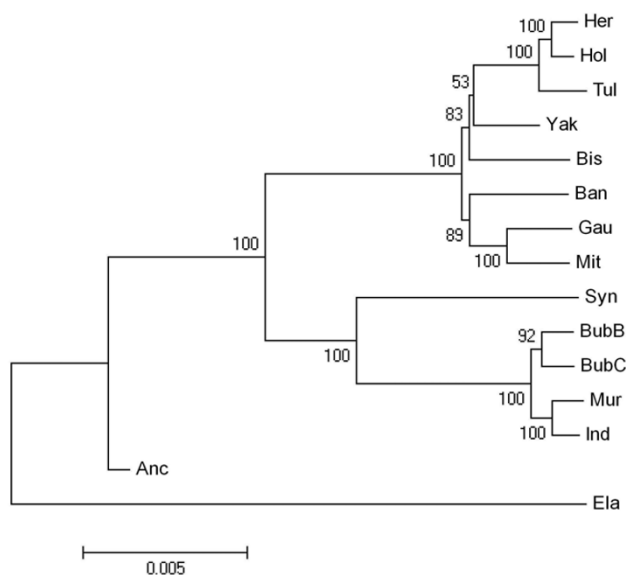 100 Her
100 Hol
53 Tul
83 Yak
100 Bis
Ban
89 Gau
100 Mit
100
Syn
100
92 BubB
BubC
100 Mur
100 Ind
Anc
Ela
0.005